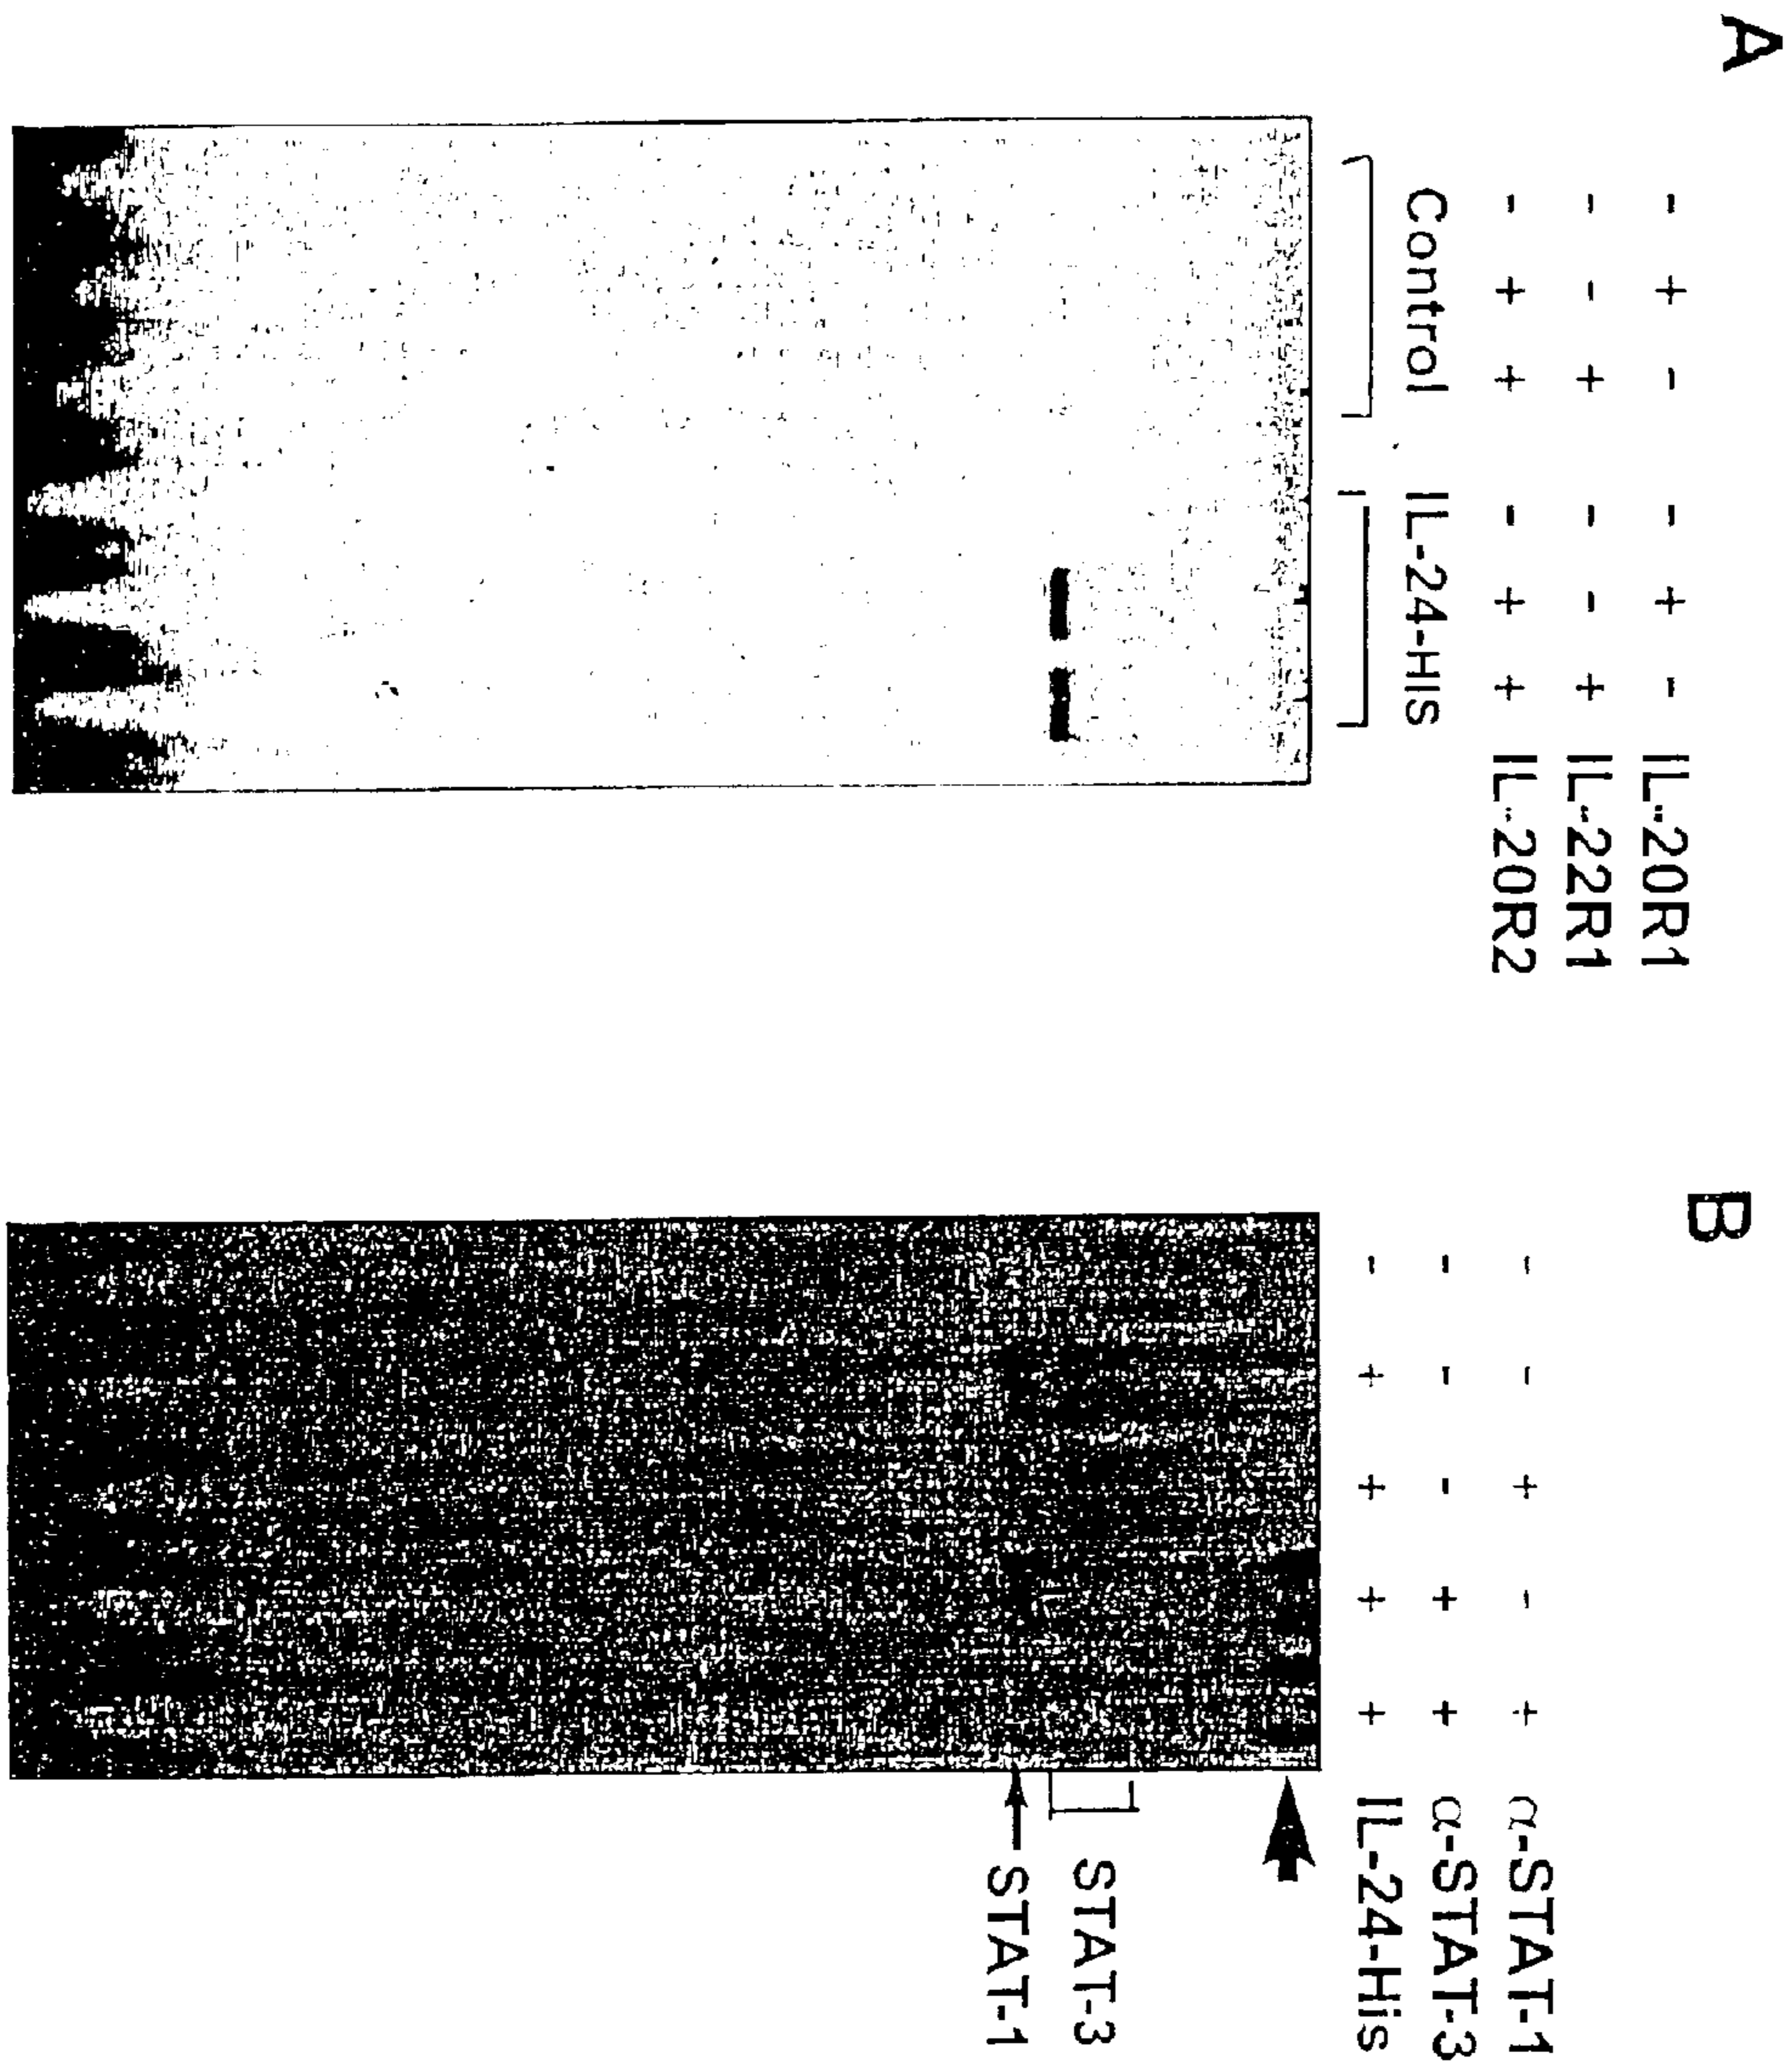 A
- + - - + - IL-20R1
- - + - - + IL-22R1
- + + - + + IL-20R2
Control IL-24-HIS
B
- - + - + α-STAT-1
- - - + + α-STAT-3
- + + + + IL-24-His
STAT-3
STAT-1